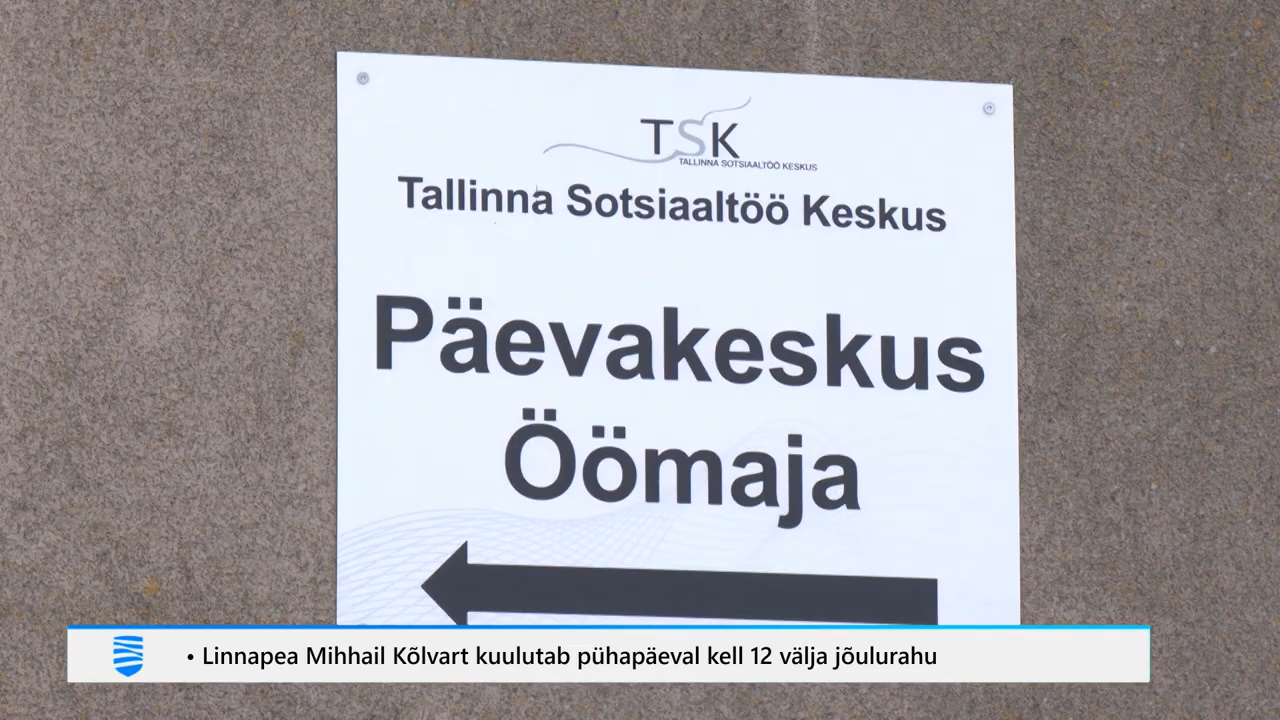 TSK
TALLINNA SOTSIAALTÖÖ KESKUS
Tallinna Sotsiaaltöö Keskus
Päevakeskus
Öömaja
• Linnapea Mihhail Kõlvart kuulutab pühapäeval kell 12 välja jõulurahu